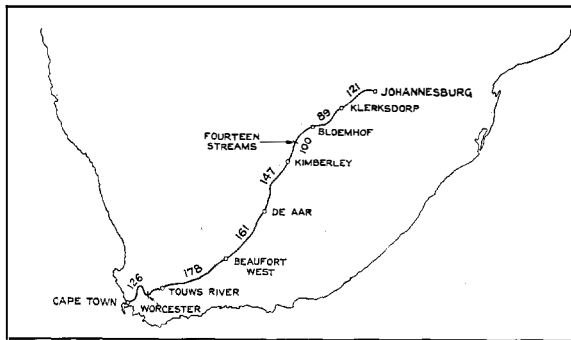 121
JOHANNESBURG
89
KLERKSDORP
FOURTEEN
STREAMS
BLOEMHOF
100
KIMBERLEY
147
DE AAR
161
BEAUFORT
WEST
178
126
TOUWS RIVER
CAPE TOWN
WORCESTER